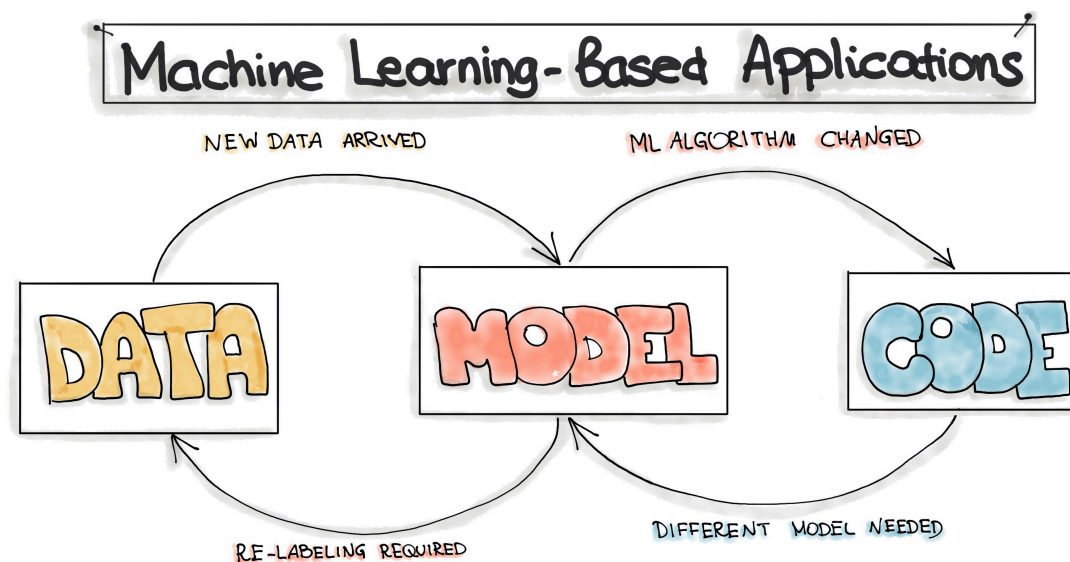 Machine Learning-Based Applications
NEW DATA ARRIVED
ML ALGORITHM CHANGED
DATA
MODEL
CODE
RE-LABELING REQUIRED
DIFFERENT MODEL NEEDED